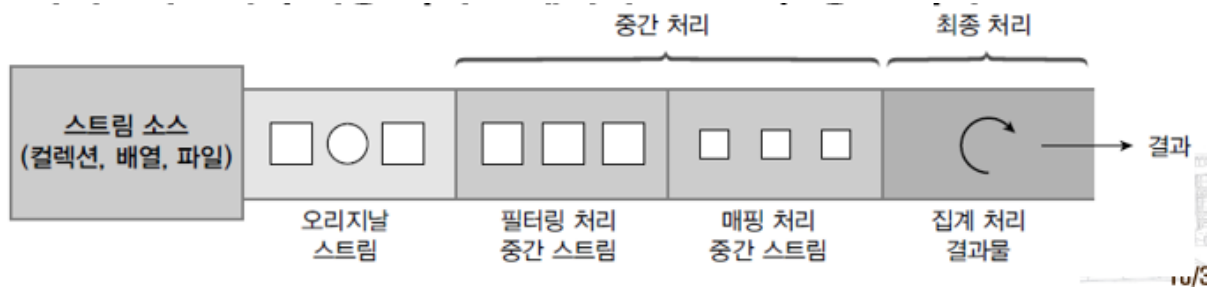 중간 처리
최종 처리
스트림 소스
(컬렉션, 배열, 파일)
결과
오리지날
스트림
필터링 처리
중간 스트림
매핑 처리
중간 스트림
집계 처리
결과물